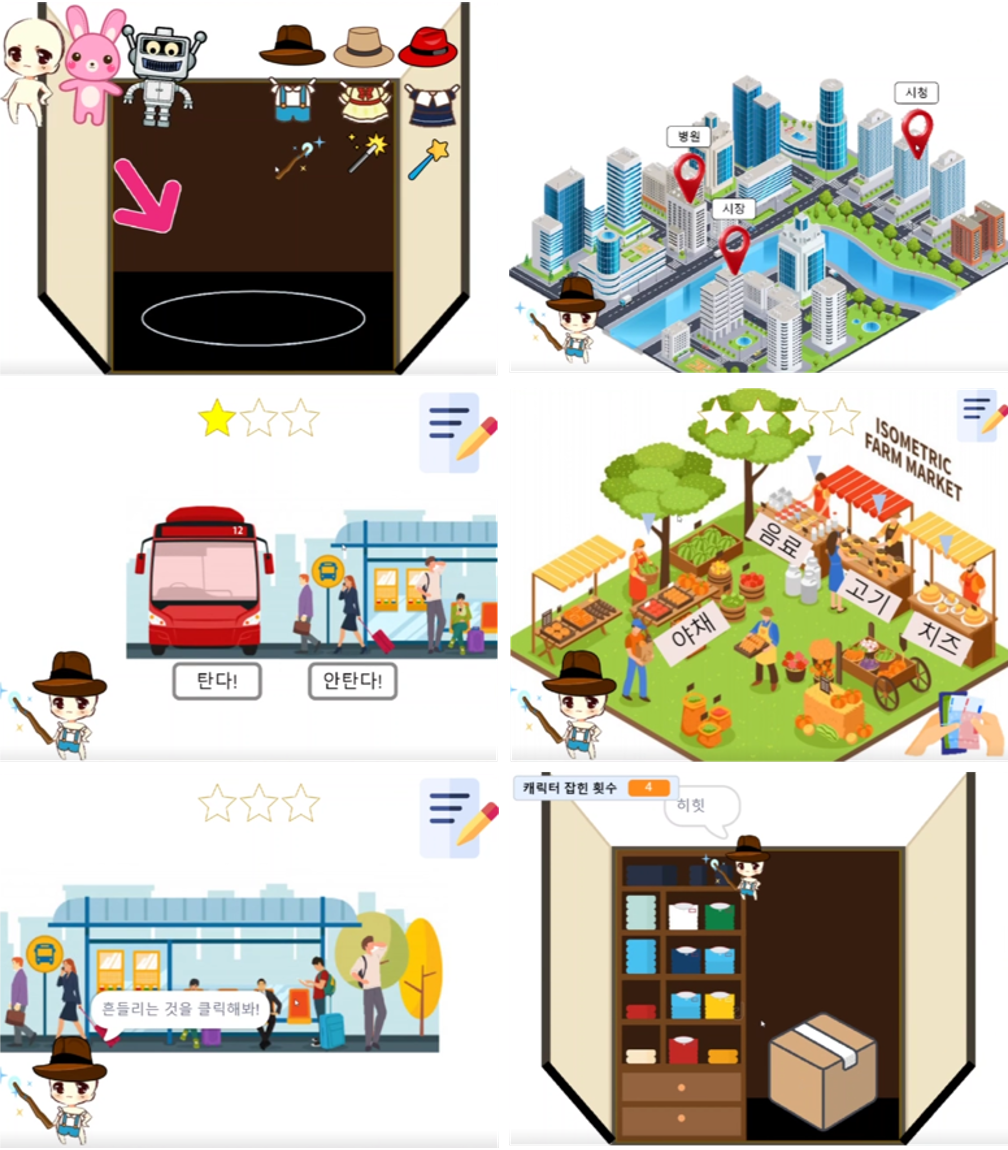 시청
병원
시장
12
탄다!
안탄다!
ISOMETRIC
FARM MARKET
음료
고기
야채
치즈
흔들리는 것을 클릭해봐!
캐릭터 잡힌 횟수 4
히힛